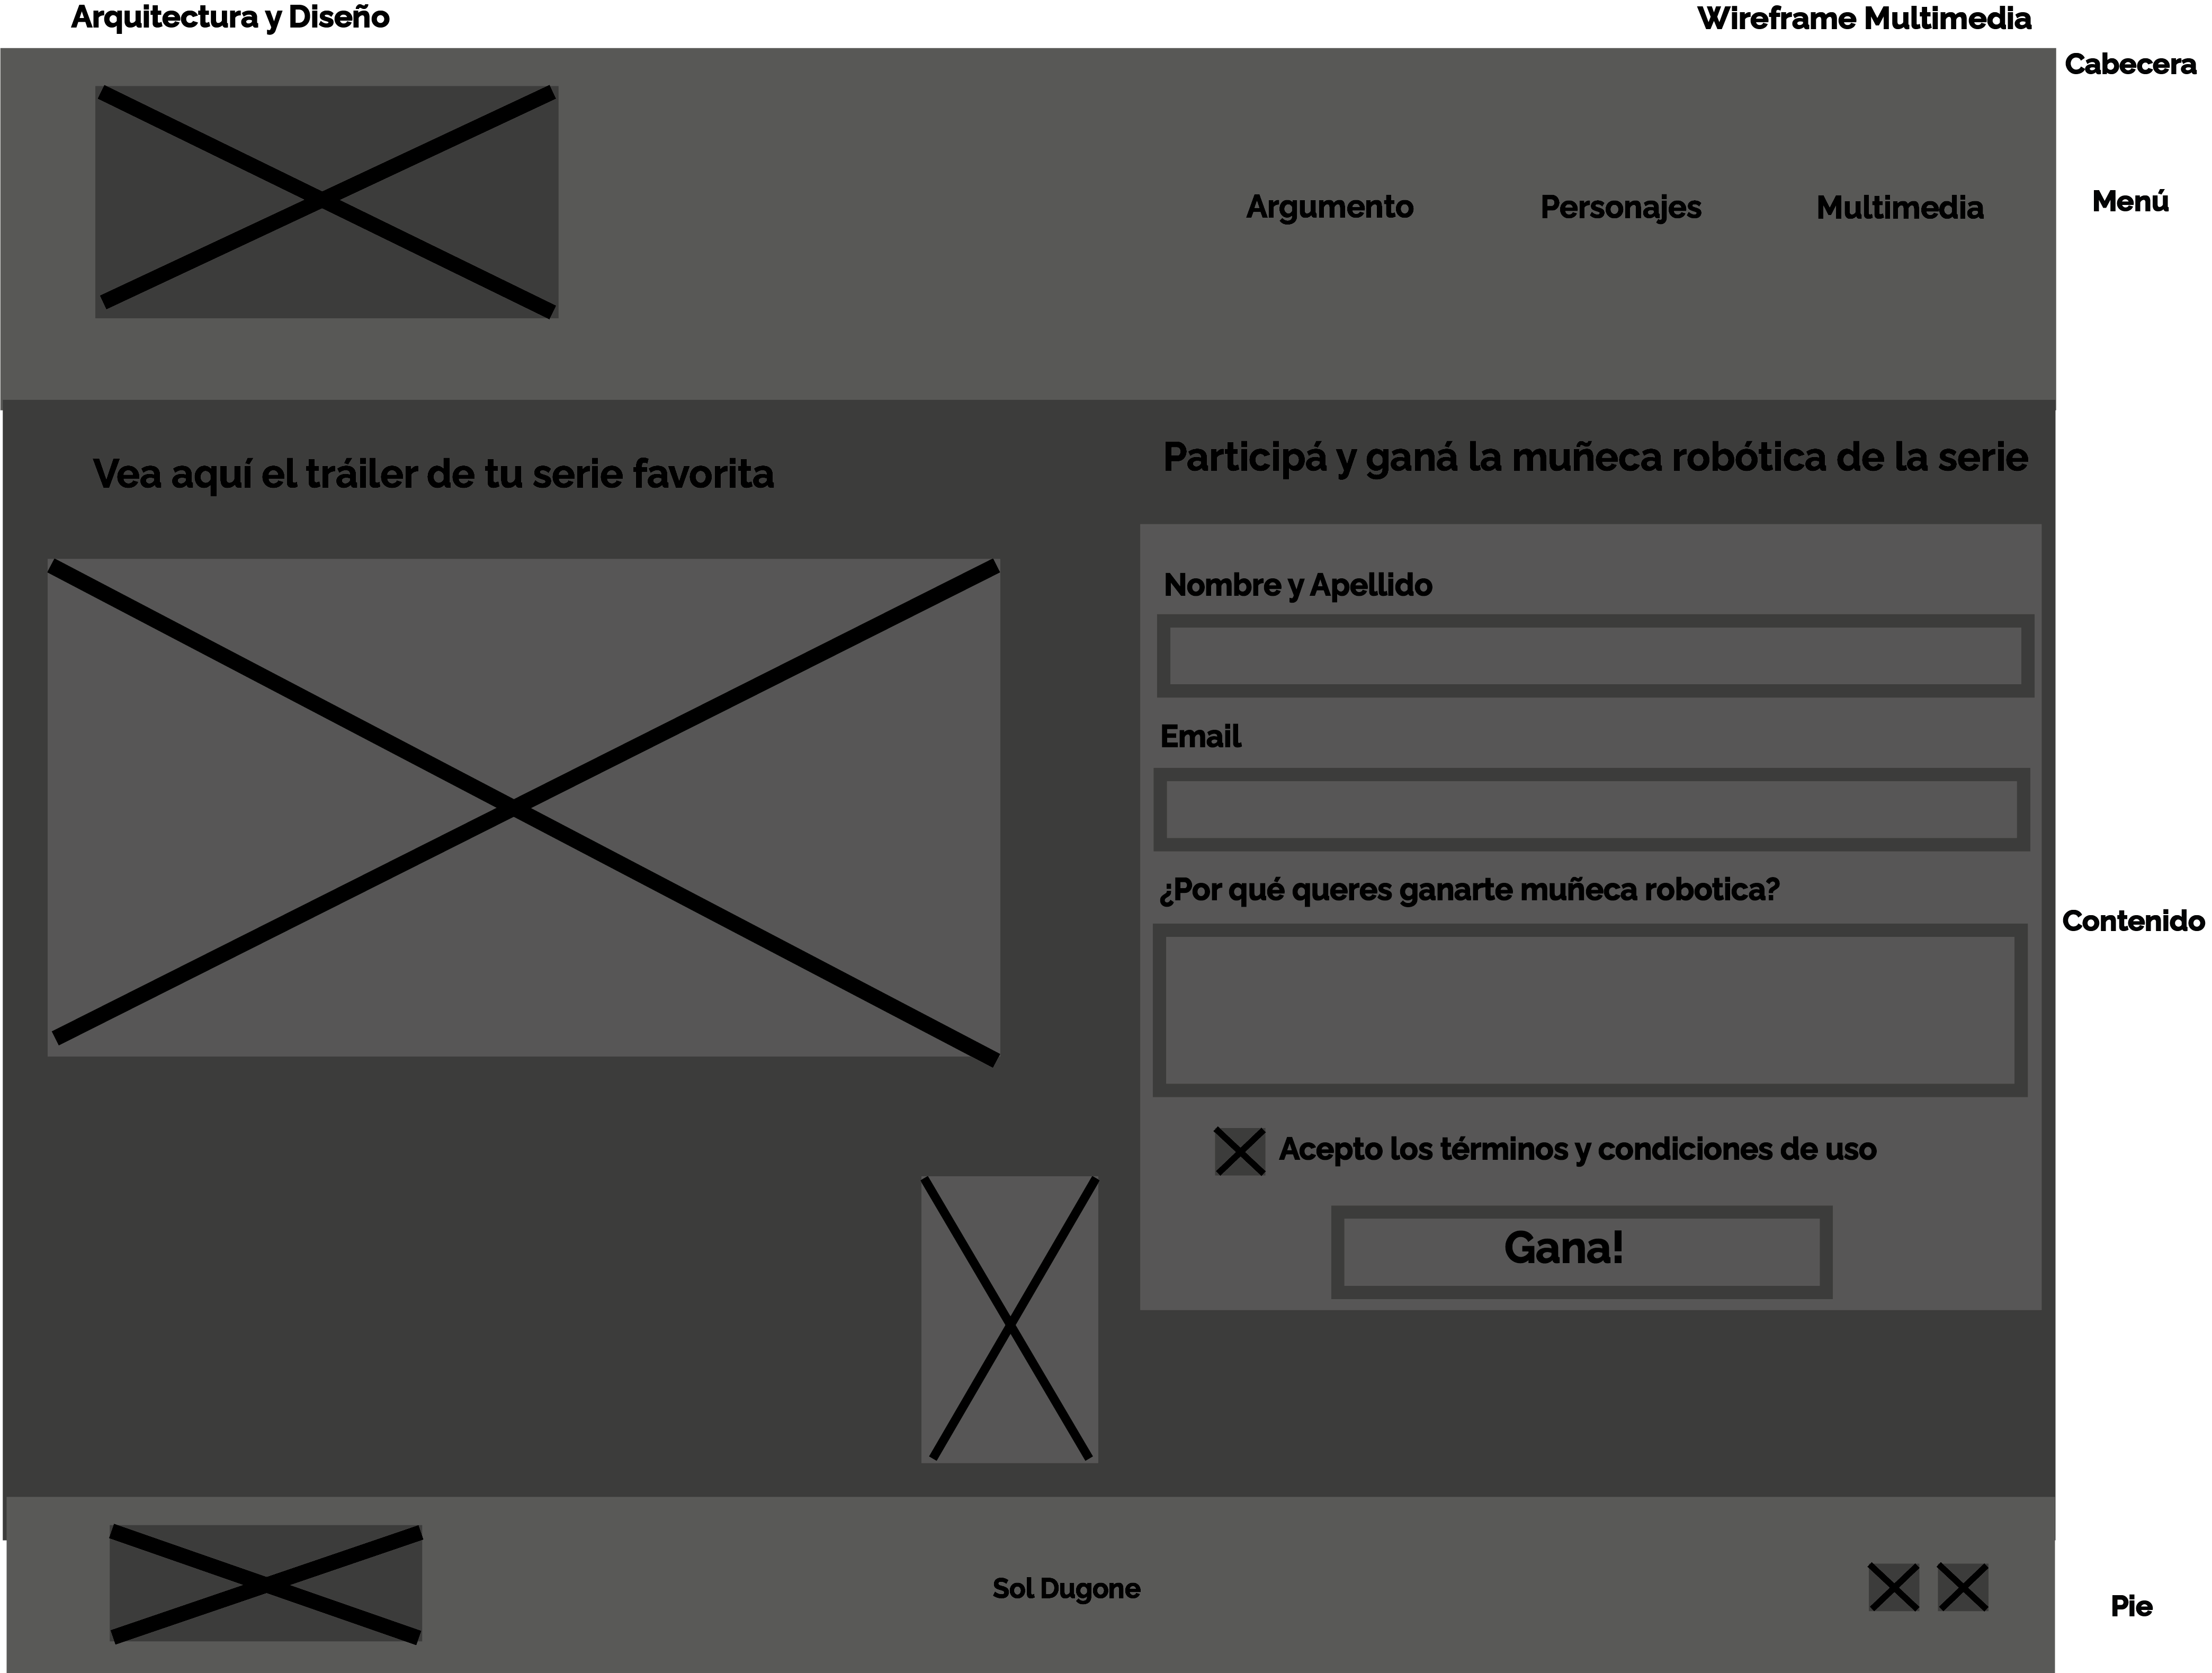 Arquitectura y Diseño
Wireframe Multimedia
Cabecera
Argumento
Personajes
Multimedia
Menú
Vea aquí el tráiler de tu serie favorita
Participá y ganá la muñeca robótica de la serie
Nombre y Apellido
Email
¿Por qué queres ganarte muñeca robotica?
Contenido
Acepto los términos y condiciones de uso
Gana!
Sol Dugone
Pie